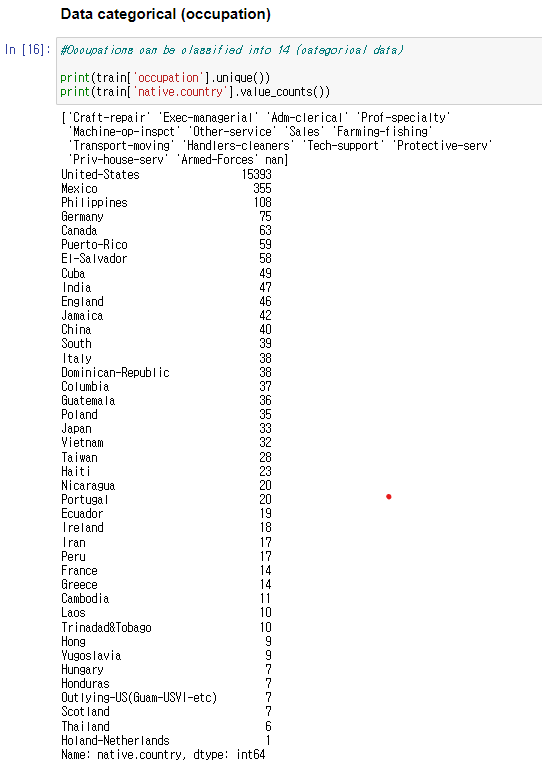 Data categorical (occupation)
In [16]: #Occupations can be classified into 14 (categorical data)
print(train['occupation'].unique())
print(train['native.country'].value_counts())
['Craft-repair' 'Exec-managerial' 'Adm-clerical' 'Prof-specialty'
'Machine-op-inspct' 'Other-service' 'Sales' 'Farming-fishing'
'Transport-moving' 'Handlers-cleaners' 'Tech-support' 'Protective-serv'
'Priv-house-serv' 'Armed-Forces' nan]
United-States 15393
Mexico 355
Philippines 108
Germany 75
Canada 63
Puerto-Rico 59
El-Salvador 58
Cuba 49
India 47
England 46
Jamaica 42
China 40
South 39
Italy 38
Dominican-Republic 38
Columbia 37
Guatemala 36
Poland 35
Japan 33
Vietnam 32
Taiwan 28
Haiti 23
Nicaragua 20
Portugal 20
Ecuador 19
Ireland 18
Iran 17
Peru 17
France 14
Greece 14
Cambodia 11
Laos 10
Trinadad&Tobago 10
Hong 9
Yugoslavia 9
Hungary 7
Honduras 7
Outlying-US(Guam-USVI-etc) 7
Scotland 7
Thailand 6
Holand-Netherlands 1
Name: native.country, dtype: int64